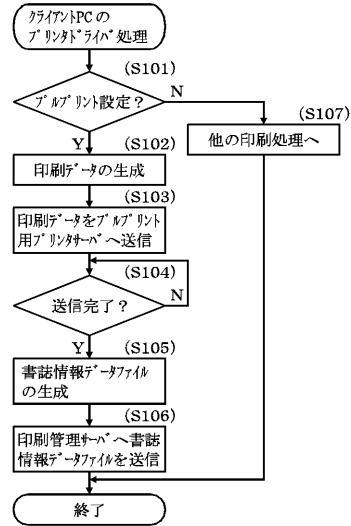 ｸﾗｲｱﾝﾄPCの
ﾌﾟﾘﾝﾀﾄﾞﾗｲﾊﾞ処理
(S101)
ﾌﾟﾙﾌﾟﾘﾝﾄ設定？
N
(S107)
他の印刷処理へ
Y
(S102)
印刷データの生成
(S103)
印刷ﾃﾞｰﾀをﾌﾟﾙﾌﾟﾘﾝﾄ
用ﾌﾟﾘﾝﾀｻｰﾊﾞへ送信
(S104)
送信完了？
N
Y
(S105)
書誌情報ﾃﾞｰﾀﾌｧｲﾙ
の生成
(S106)
印刷管理ｻｰﾊﾞへ書誌
情報ﾃﾞｰﾀﾌｧｲﾙを送信
終了